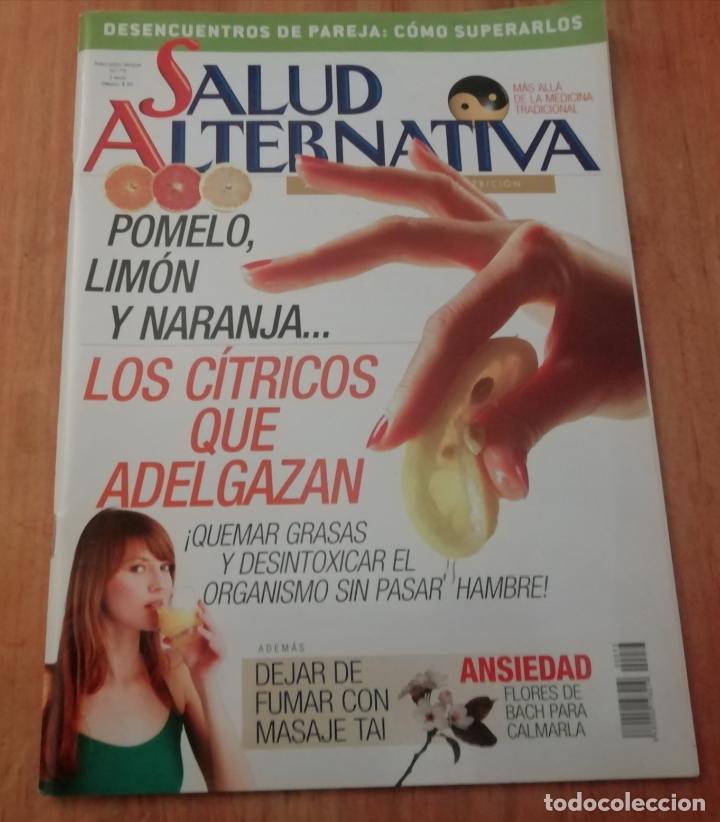 DESENCUENTROS DE PAREJA: CÓMO SUPERARLOS
SALUD
ALTERNATIVA
MÁS ALLÁ
DE LA MEDICINA
TRADICIONAL
POMELO,
LIMÓN
Y NARANJA...
LOS CÍTRICOS
QUE
ADELGAZAN
¡QUEMAR GRASAS
Y DESINTOXICAR EL
ORGANISMO SIN PASAR HAMBRE!
ADEMÁS
DEJAR DE
FUMAR CON
MASAJE TAI
ANSIEDAD
FLORES DE
BACH PARA
CALMARLA
todocoleccion.net